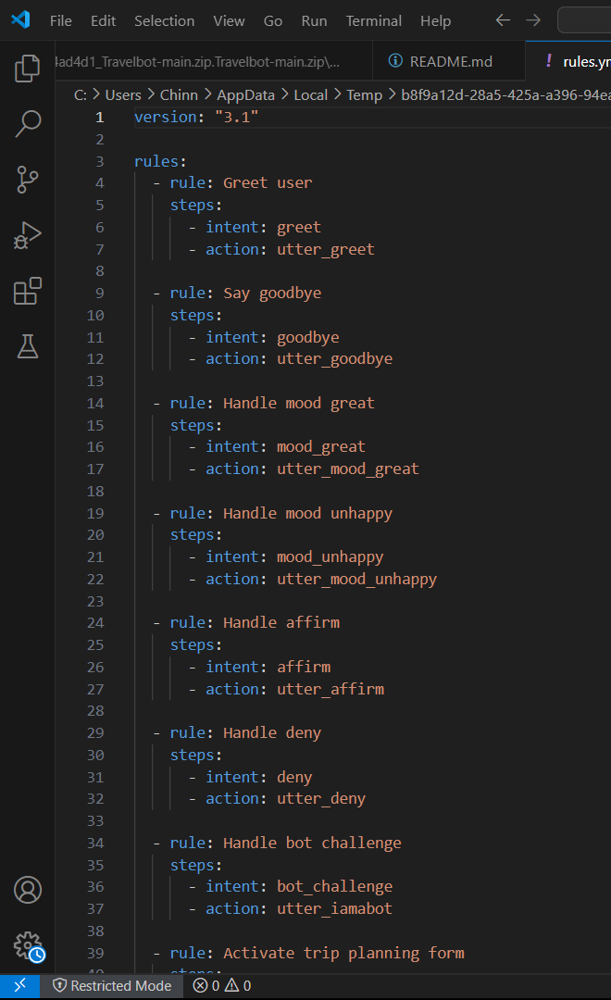 File Edit Selection View Go Run Terminal Help
4ad4d1_Travelbot-main.zip.Travelbot-main.zip\... README.md ! rules.yn
C: > Users > Chinn > AppData > Local > Temp > b8f9a12d-28a5-425a-a396-94ea
1 version: "3.1"
2
3 rules:
4 - rule: Greet user
5 steps:
6 - intent: greet
7 - action: utter_greet
8
9 - rule: Say goodbye
10 steps:
11 - intent: goodbye
12 - action: utter_goodbye
13
14 - rule: Handle mood great
15 steps:
16 - intent: mood_great
17 - action: utter_mood_great
18
19 - rule: Handle mood unhappy
20 steps:
21 - intent: mood_unhappy
22 - action: utter_mood_unhappy
23
24 - rule: Handle affirm
25 steps:
26 - intent: affirm
27 - action: utter_affirm
28
29 - rule: Handle deny
30 steps:
31 - intent: deny
32 - action: utter_deny
33
34 - rule: Handle bot challenge
35 steps:
36 - intent: bot_challenge
37 - action: utter_iamabot
38
39 - rule: Activate trip planning form
40 steps:
Restricted Mode 0 0